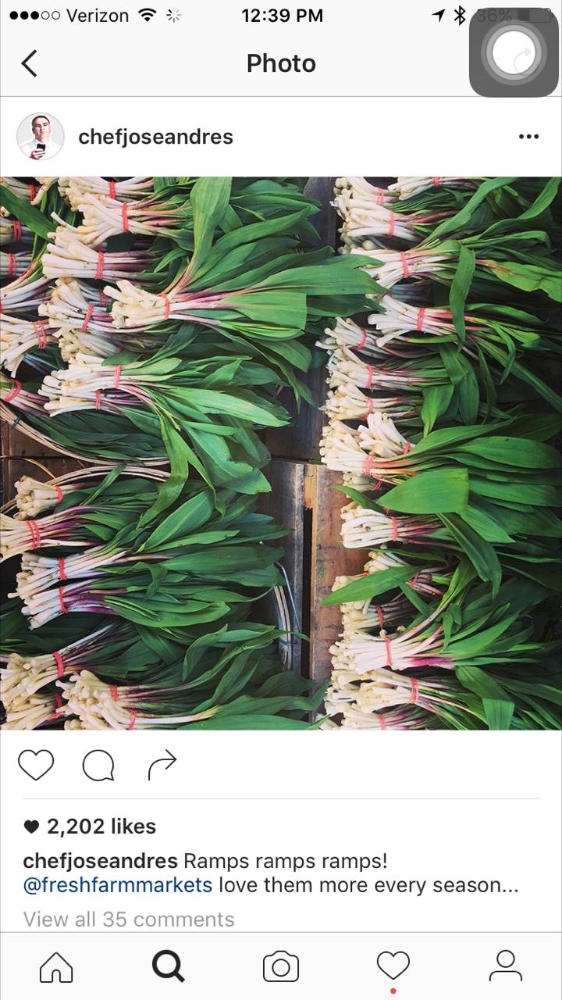 Verizon 12:39 PM 36%
Photo
chefjoseandres
2,202 likes
chefjoseandres Ramps ramps ramps!
@freshfarmmarkets love them more every season...
View all 35 comments